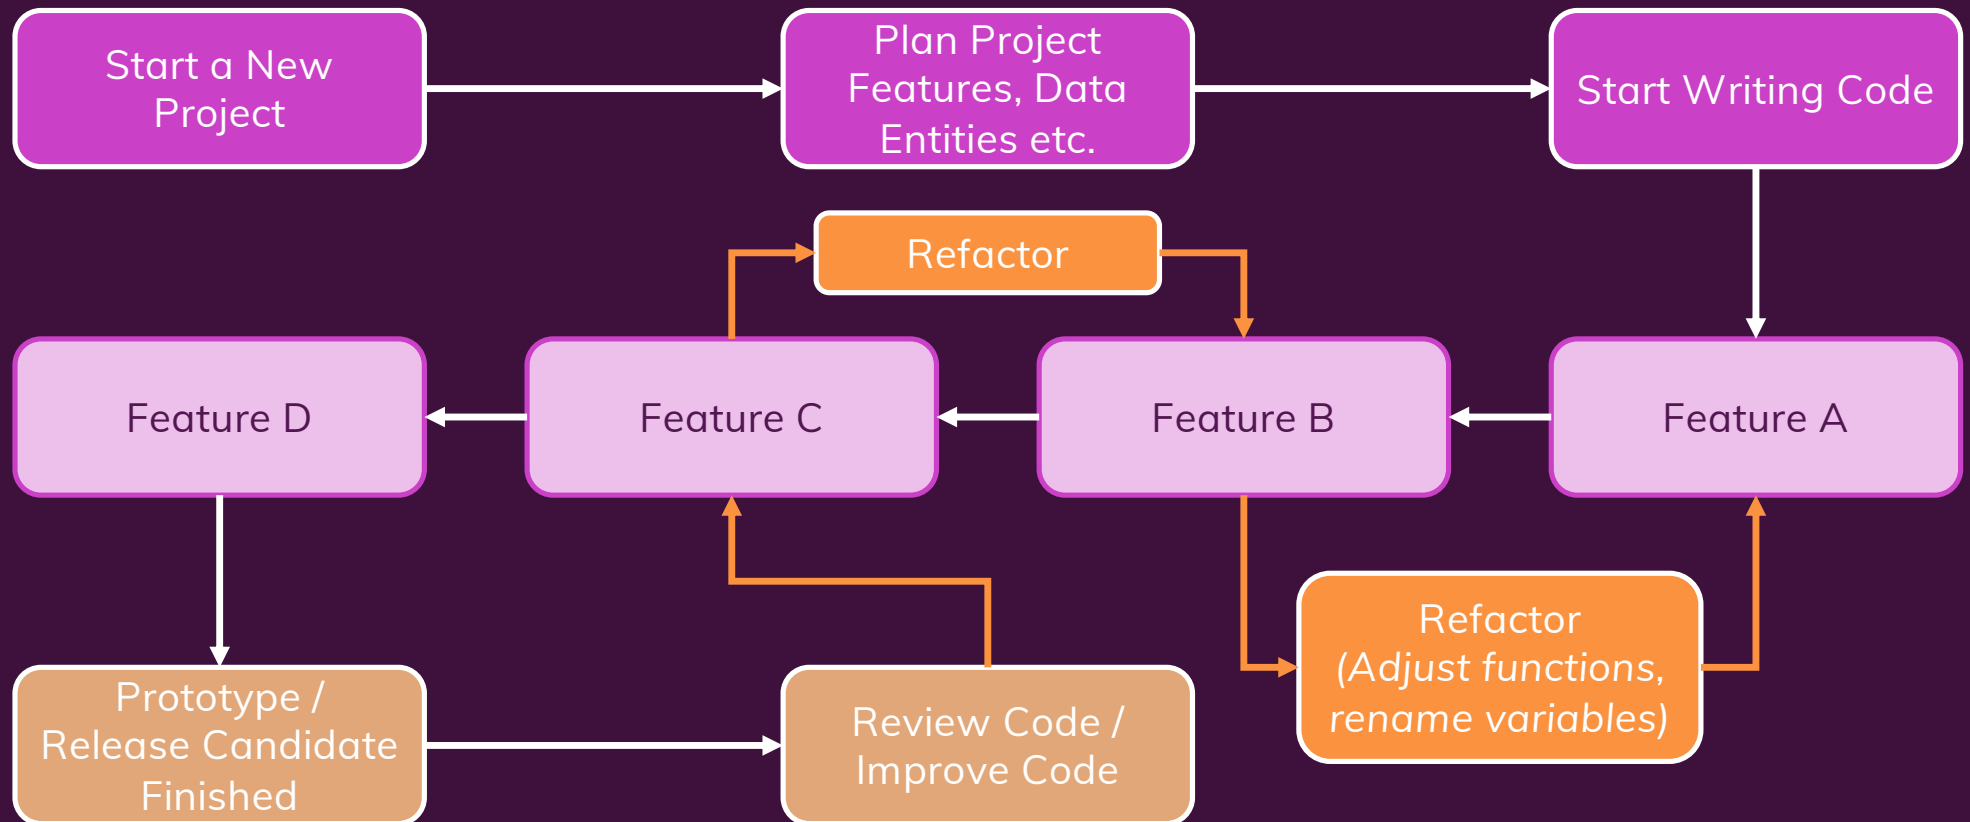 Start a New
Project
Plan Project
Features, Data
Entities etc.
Start Writing Code
Refactor
Feature D
Feature C
Feature B
Feature A
Refactor
(Adjust functions,
rename variables)
Prototype /
Release Candidate
Finished
Review Code /
Improve Code